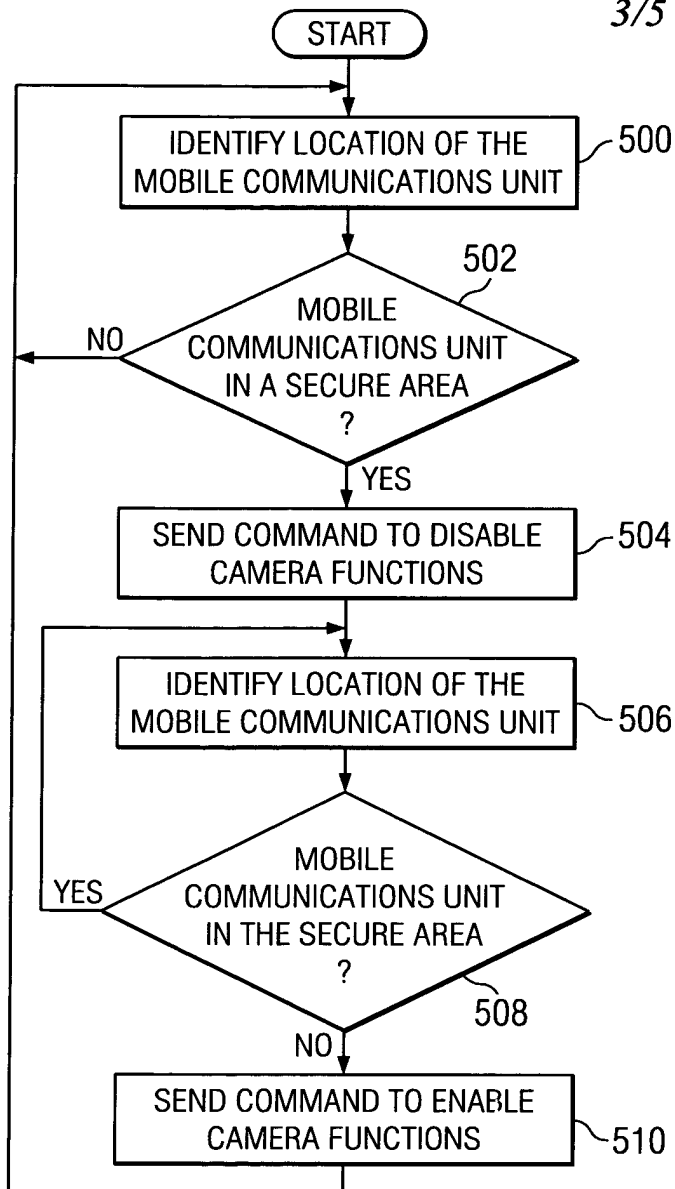 3/5
START
IDENTIFY LOCATION OF THE
MOBILE COMMUNICATIONS UNIT
500
502
MOBILE
COMMUNICATIONS UNIT
IN A SECURE AREA
?
NO
YES
SEND COMMAND TO DISABLE
CAMERA FUNCTIONS
504
IDENTIFY LOCATION OF THE
MOBILE COMMUNICATIONS UNIT
506
MOBILE
COMMUNICATIONS UNIT
IN THE SECURE AREA
?
YES
508
NO
SEND COMMAND TO ENABLE
CAMERA FUNCTIONS
510